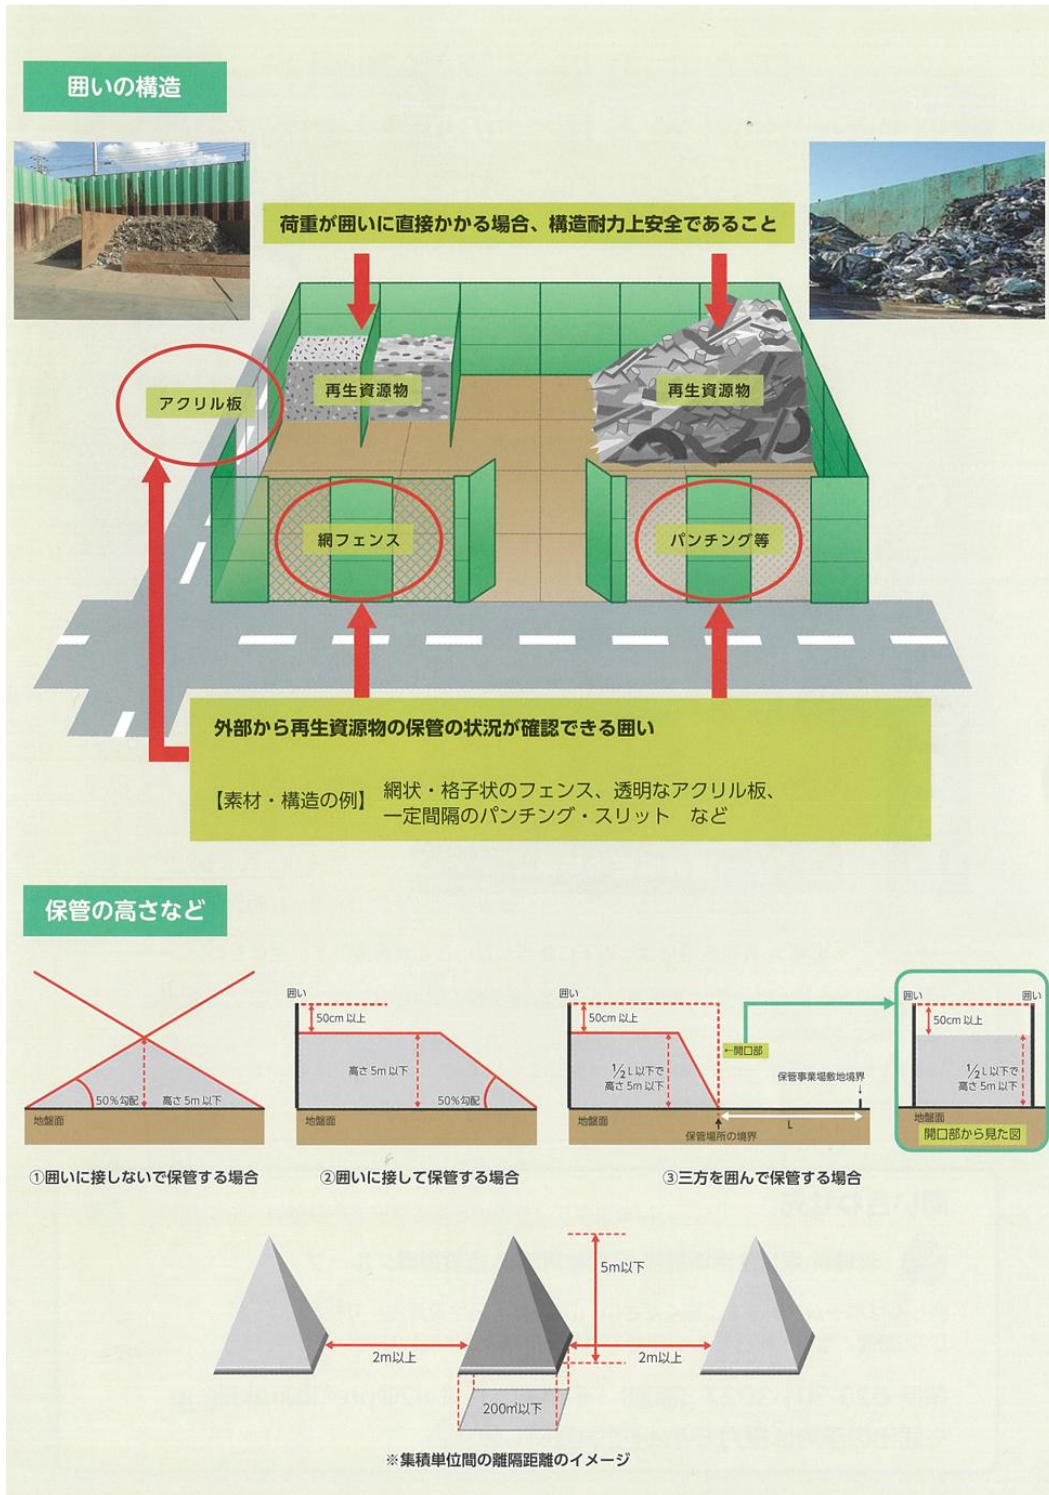 囲いの構造
荷重が囲いに直接かかる場合、構造耐力上安全であること
アクリル板
再生資源物
再生資源物
網フェンス
パンチング等
外部から再生資源物の保管の状況が確認できる囲い
【素材・構造の例】 網状・格子状のフェンス、透明なアクリル板、
一定間隔のパンチング・スリット など
保管の高さなど
50%勾配
高さ 5m 以下
地盤面
①囲いに接しないで保管する場合
囲い
50cm 以上
高さ 5m 以下
50%勾配
地盤面
②囲いに接して保管する場合
囲い
50cm 以上
←開口部
1/2 L 以下で
高さ 5m 以下
保管事業場敷地境界
地盤面
L
保管場所の境界
③三方を囲んで保管する場合
囲い
囲い
50cm 以上
1/2 L 以下で
高さ 5m 以下
地盤面
開口部から見た図
5m以下
2m以上
2m以上
200㎡以下
※集積単位間の離隔距離のイメージ